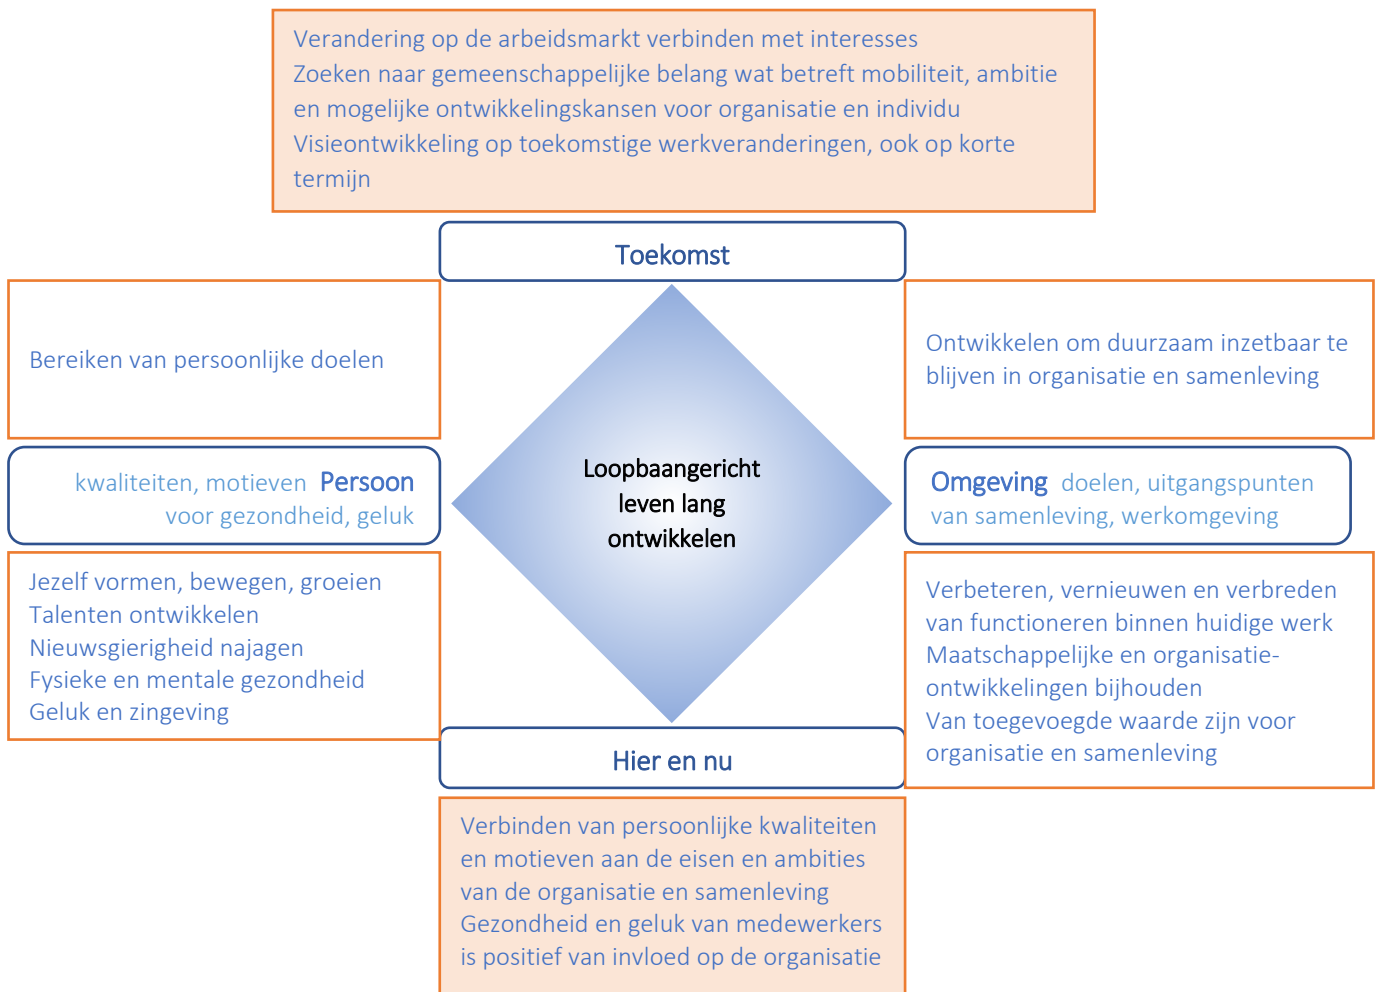 Verandering op de arbeidsmarkt verbinden met interesses
Zoeken naar gemeenschappelijke belang wat betreft mobiliteit, ambitie
en mogelijke ontwikkelingskansen voor organisatie en individu
Visieontwikkeling op toekomstige werkveranderingen, ook op korte
termijn
Toekomst
Bereiken van persoonlijke doelen
Ontwikkelen om duurzaam inzetbaar te
blijven in organisatie en samenleving
kwaliteiten, motieven Persoon
voor gezondheid, geluk
Loopbaangericht
leven lang
ontwikkelen
Omgeving doelen, uitgangspunten
van samenleving, werkomgeving
Jezelf vormen, bewegen, groeien
Talenten ontwikkelen
Nieuwsgierigheid najagen
Fysieke en mentale gezondheid
Geluk en zingeving
Verbeteren, vernieuwen en verbreden
van functioneren binnen huidige werk
Maatschappelijke en organisatie-
ontwikkelingen bijhouden
Van toegevoegde waarde zijn voor
organisatie en samenleving
Hier en nu
Verbinden van persoonlijke kwaliteiten
en motieven aan de eisen en ambities
van de organisatie en samenleving
Gezondheid en geluk van medewerkers
is positief van invloed op de organisatie